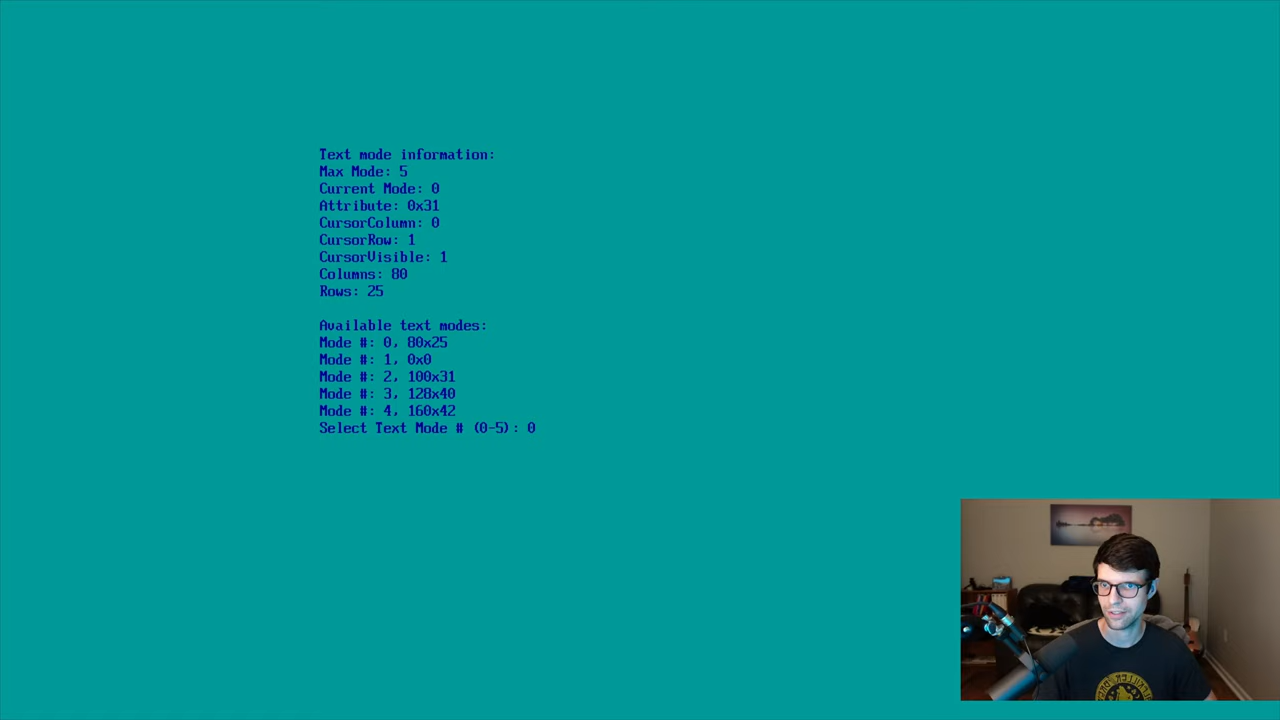 Text mode information:
Max Mode: 5
Current Mode: 0
Attribute: 0x31
CursorColumn: 0
CursorRow: 1
CursorVisible: 1
Columns: 80
Rows: 25
Available text modes:
Mode #: 0, 80x25
Mode #: 1, 0x0
Mode #: 2, 100x31
Mode #: 3, 128x40
Mode #: 4, 160x42
Select Text Mode # (0-5): 0